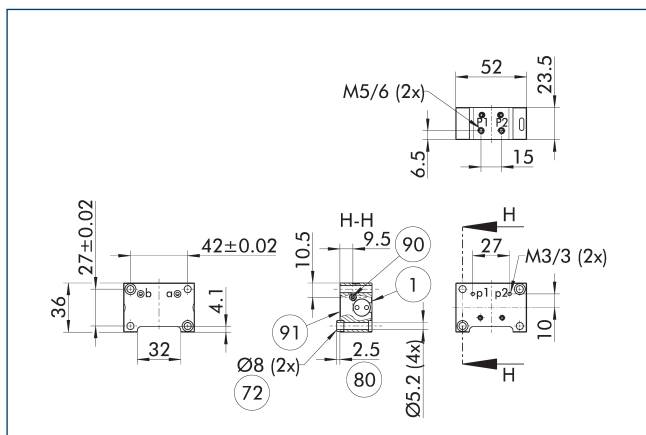 52
23.5
M5/6 (2x)
P1 P2
6.5
15
H-H
H
9.5
90
27
10.5
M3/3 (2x)
42±0.02
27±0.02
36
b a
4.1
32
1
p1 p2
10
91
2.5
Ø8 (2x)
80
72
Ø5.2 (4x)
H